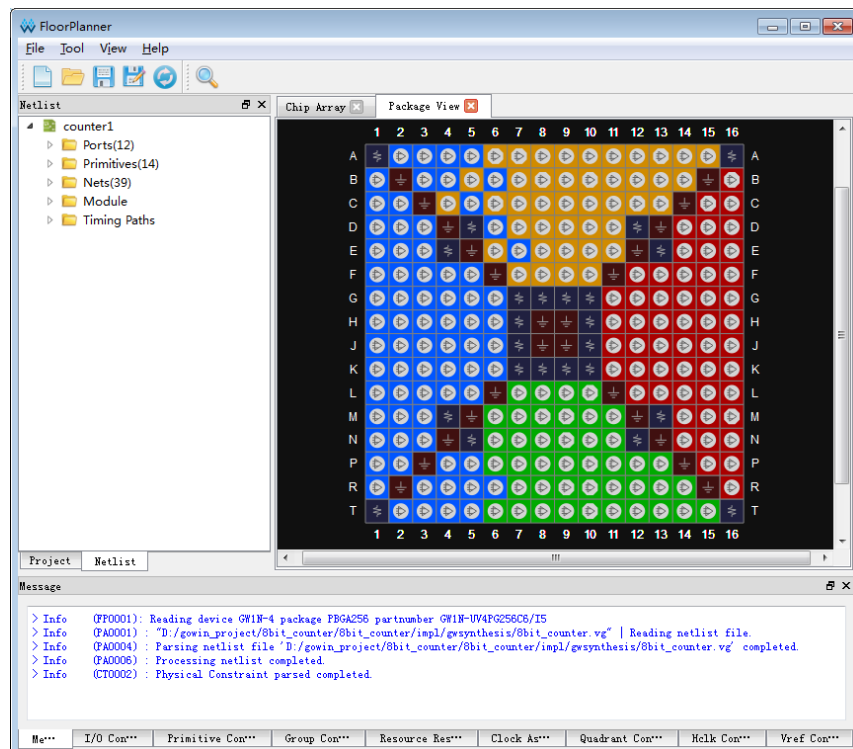 FloorPlanner
File Tool View Help
Netlist
Chip Array Package View
counter1
Ports(12)
Primitives(14)
Nets(39)
Module
Timing Paths
1 2 3 4 5 6 7 8 9 10 11 12 13 14 15 16
A A
B B
C C
D D
E E
F F
G G
H H
J J
K K
L L
M M
N N
P P
R R
T T
1 2 3 4 5 6 7 8 9 10 11 12 13 14 15 16
Project Netlist
Message
> Info (FP0001): Reading device GW1N-4 package PBGA256 partnumber GW1N-UV4PG256C6/I5
> Info (PA0001) : "D:/gowin_project/8bit_counter/8bit_counter/impl/gwsynthesis/8bit_counter.vg" | Reading netlist file.
> Info (PA0004) : Parsing netlist file 'D:/gowin_project/8bit_counter/8bit_counter/impl/gwsynthesis/8bit_counter.vg' completed.
> Info (PA0006) : Processing netlist completed.
> Info (CT0002) : Physical Constraint parsed completed.
Me··· I/O Con··· Primitive Con··· Group Con··· Resource Res··· Clock As··· Quadrant Con··· Hclk Con··· Vref Con···